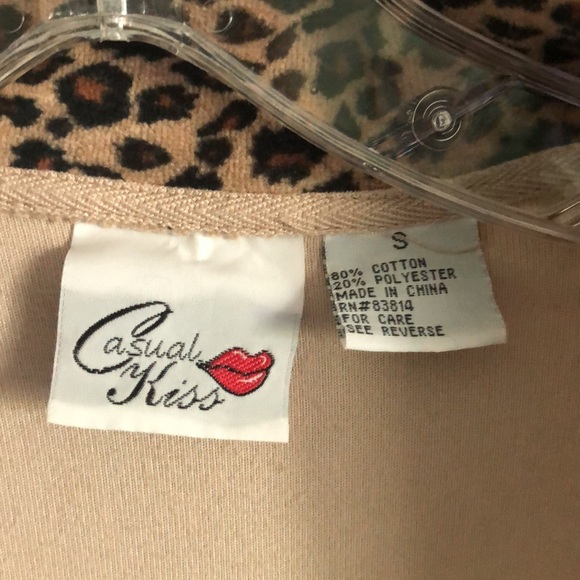 Casual
Kiss
S
80% COTTON
20% POLYESTER
MADE IN CHINA
RN#83814
FOR CARE
SEE REVERSE